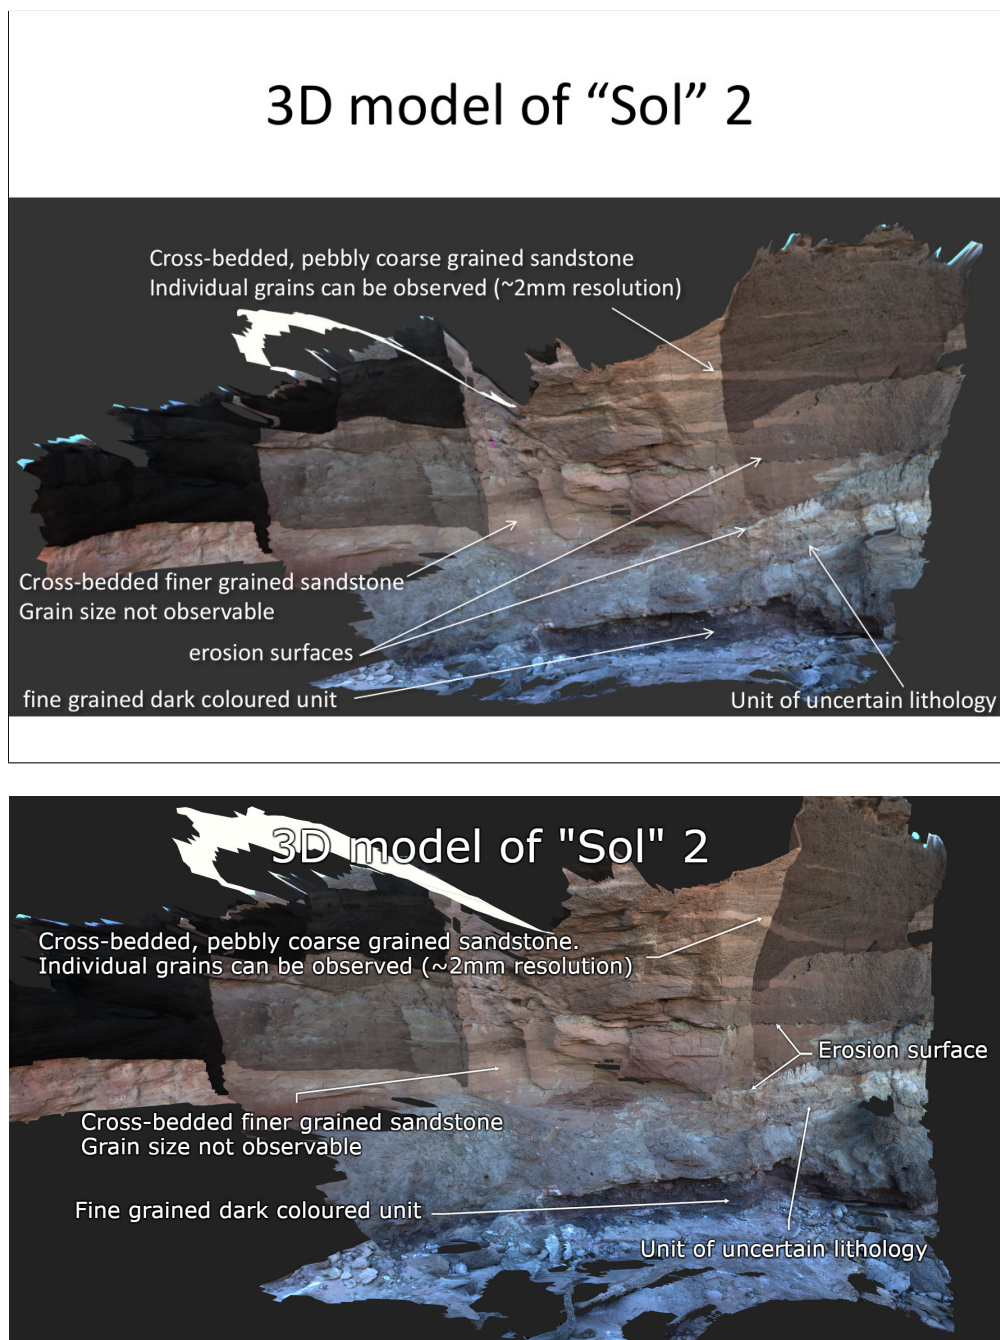 3D model of “Sol” 2
Cross-bedded, pebbly coarse grained sandstone
Individual grains can be observed (~2mm resolution)
Cross-bedded finer grained sandstone
Grain size not observable
erosion surfaces
fine grained dark coloured unit
Unit of uncertain lithology
3D model of "Sol" 2
Cross-bedded, pebbly coarse grained sandstone.
Individual grains can be observed (~2mm resolution)
Erosion surface
Cross-bedded finer grained sandstone
Grain size not observable
Fine grained dark coloured unit
Unit of uncertain lithology